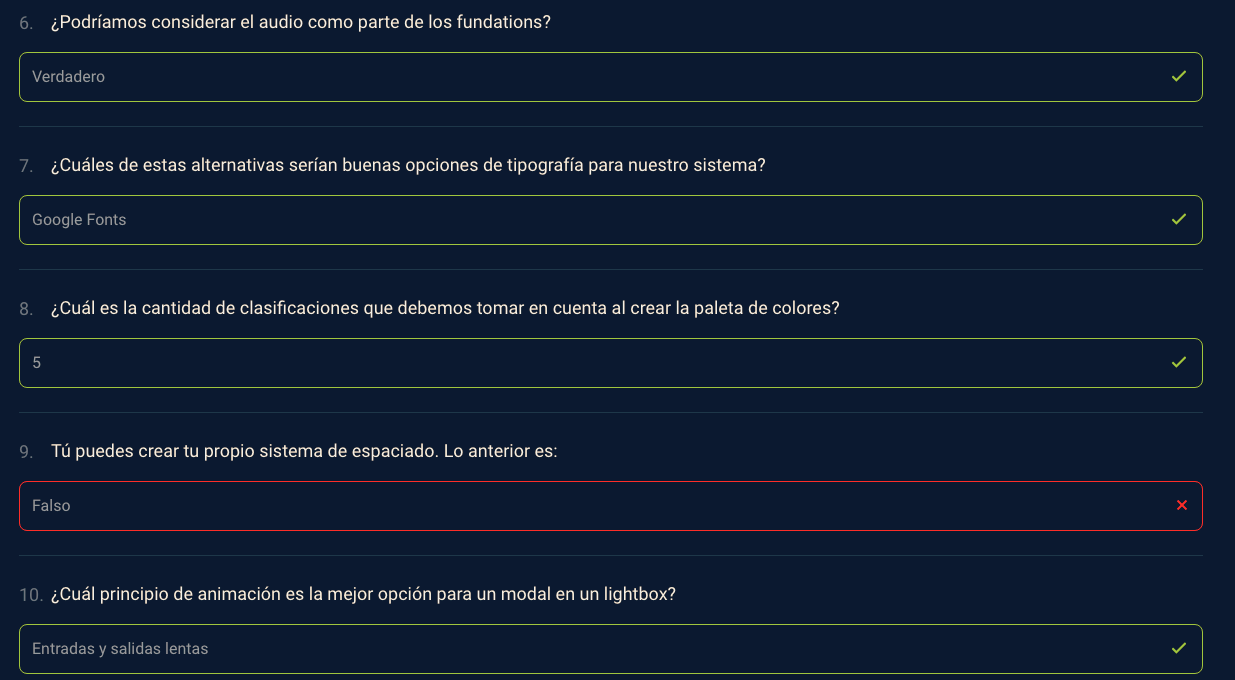 6. ¿Podríamos considerar el audio como parte de los fundations?
Verdadero
7. ¿Cuáles de estas alternativas serían buenas opciones de tipografía para nuestro sistema?
Google Fonts
8. ¿Cuál es la cantidad de clasificaciones que debemos tomar en cuenta al crear la paleta de colores?
5
9. Tú puedes crear tu propio sistema de espaciado. Lo anterior es:
Falso
10. ¿Cuál principio de animación es la mejor opción para un modal en un lightbox?
Entradas y salidas lentas